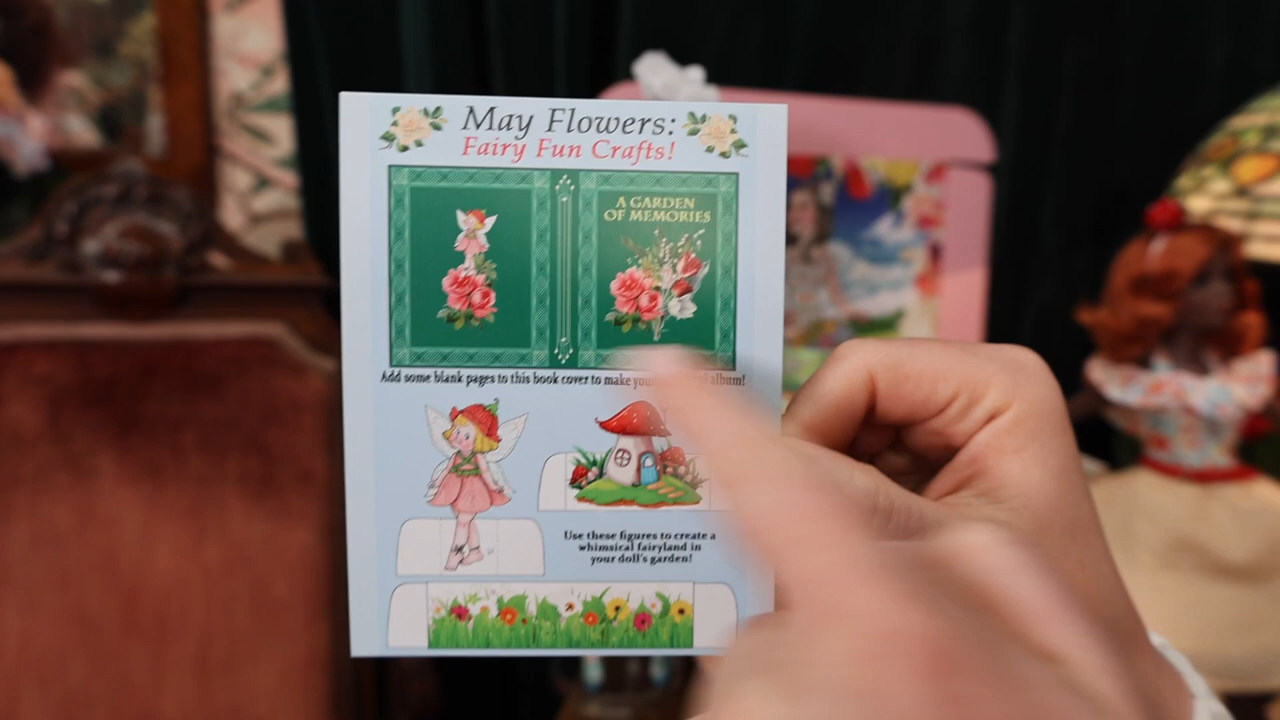 May Flowers:
Fairy Fun Crafts!
A GARDEN
OF MEMORIES
Add some blank pages to this book cover to make album!
Use these figures to create a
whimsical fairyland in
your doll's garden!